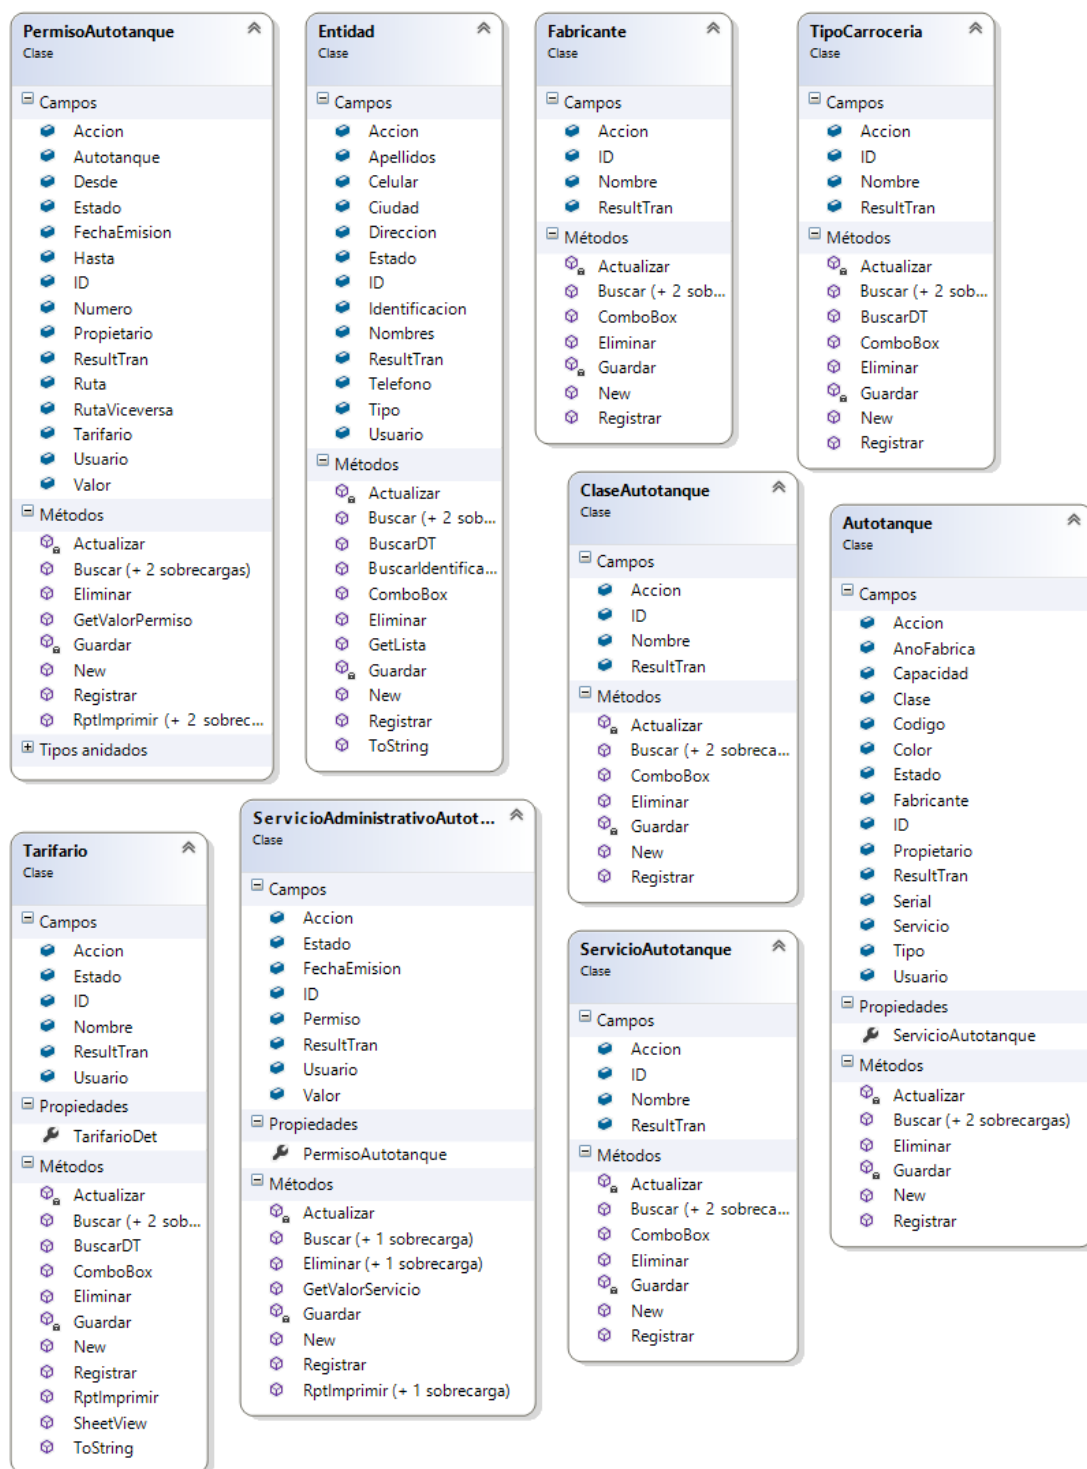 PermisoAutotanque
Clase
Campos
Accion
Autotanque
Desde
Estado
FechaEmision
Hasta
ID
Numero
Propietario
ResultTran
Ruta
RutaViceversa
Tarifario
Usuario
Valor
Métodos
Actualizar
Buscar (+ 2 sobrecargas)
Eliminar
GetValorPermiso
Guardar
New
Registrar
RptImprimir (+ 2 sobrec...
Tipos anidados
Entidad
Clase
Campos
Accion
Apellidos
Celular
Ciudad
Direccion
Estado
ID
Identificacion
Nombres
ResultTran
Telefono
Tipo
Usuario
Métodos
Actualizar
Buscar (+ 2 sob...
BuscarDT
BuscarIdentifica...
ComboBox
Eliminar
GetLista
Guardar
New
Registrar
ToString
Fabricante
Clase
Campos
Accion
ID
Nombre
ResultTran
Métodos
Actualizar
Buscar (+ 2 sob...
ComboBox
Eliminar
Guardar
New
Registrar
TipoCarroceria
Clase
Campos
Accion
ID
Nombre
ResultTran
Métodos
Actualizar
Buscar (+ 2 sob...
BuscarDT
ComboBox
Eliminar
Guardar
New
Registrar
ClaseAutotanque
Clase
Campos
Accion
ID
Nombre
ResultTran
Métodos
Actualizar
Buscar (+ 2 sobreca...
ComboBox
Eliminar
Guardar
New
Registrar
Autotanque
Clase
Campos
Accion
AnoFabrica
Capacidad
Clase
Codigo
Color
Estado
Fabricante
ID
Propietario
ResultTran
Serial
Servicio
Tipo
Usuario
Propiedades
ServicioAutotanque
Métodos
Actualizar
Buscar (+ 2 sobrecargas)
Eliminar
Guardar
New
Registrar
Tarifario
Clase
Campos
Accion
Estado
ID
Nombre
ResultTran
Usuario
Propiedades
TarifarioDet
Métodos
Actualizar
Buscar (+ 2 sob...
BuscarDT
ComboBox
Eliminar
Guardar
New
Registrar
RptImprimir
SheetView
ToString
ServicioAdministrativoAutot...
Clase
Campos
Accion
Estado
FechaEmision
ID
Permiso
ResultTran
Usuario
Valor
Propiedades
PermisoAutotanque
Métodos
Actualizar
Buscar (+ 1 sobrecarga)
Eliminar (+ 1 sobrecarga)
GetValorServicio
Guardar
New
Registrar
RptImprimir (+ 1 sobrecarga)
ServicioAutotanque
Clase
Campos
Accion
ID
Nombre
ResultTran
Métodos
Actualizar
Buscar (+ 2 sobreca...
ComboBox
Eliminar
Guardar
New
Registrar